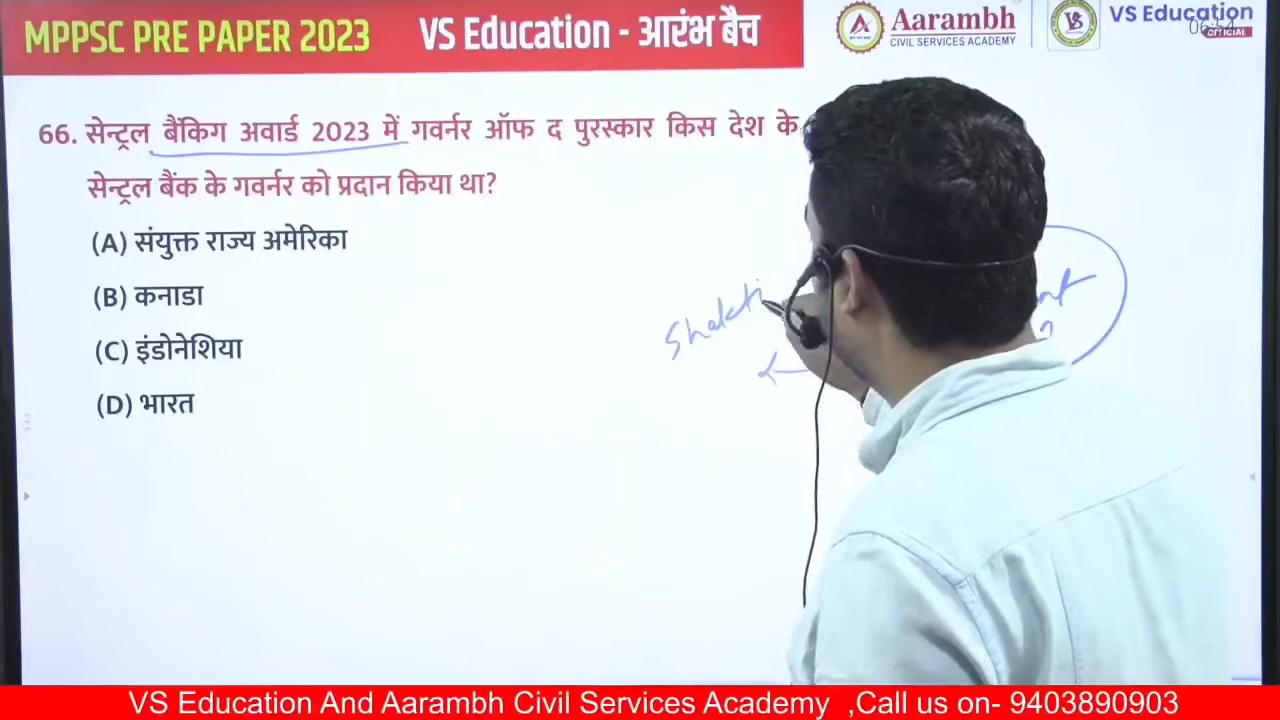 MPPSC PRE PAPER 2023 VS Education - आरंभ बैच
Aarambh
CIVIL SERVICES ACADEMY
VS Education
OFFICIAL
66. सेन्ट्रल बैंकिग अवार्ड 2023 में गवर्नर ऑफ द पुरस्कार किस देश के
सेन्ट्रल बैंक के गवर्नर को प्रदान किया था?
(A) संयुक्त राज्य अमेरिका
(B) कनाडा
(C) इंडोनेशिया
(D) भारत
Shakti
VS Education And Aarambh Civil Services Academy ,Call us on- 9403890903